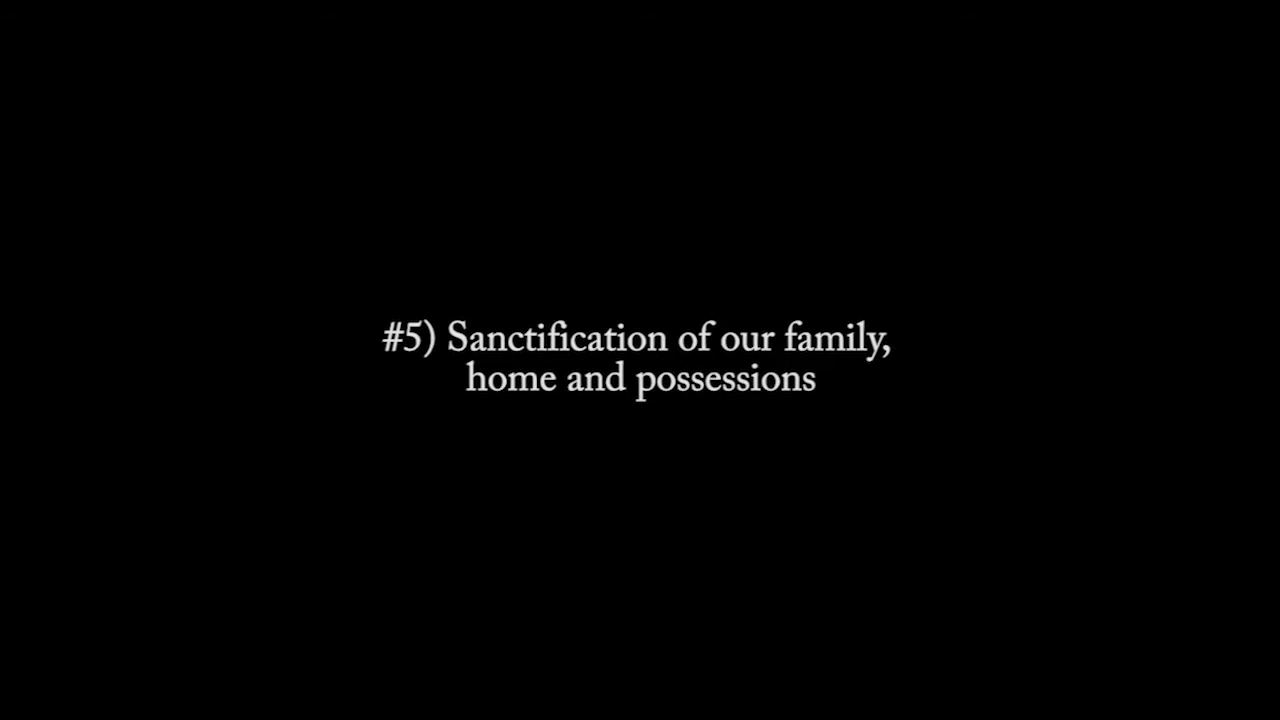 #5) Sanctification of our family,
home and possessions